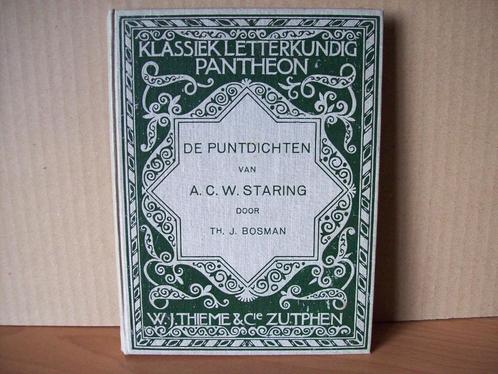 KLASSIEK LETTERKUNDIG
PANTHEON
DE PUNTDICHTEN
VAN
A. C. W. STARING
DOOR
TH. J. BOSMAN
W. J. THIEME & Cie ZUTPHEN